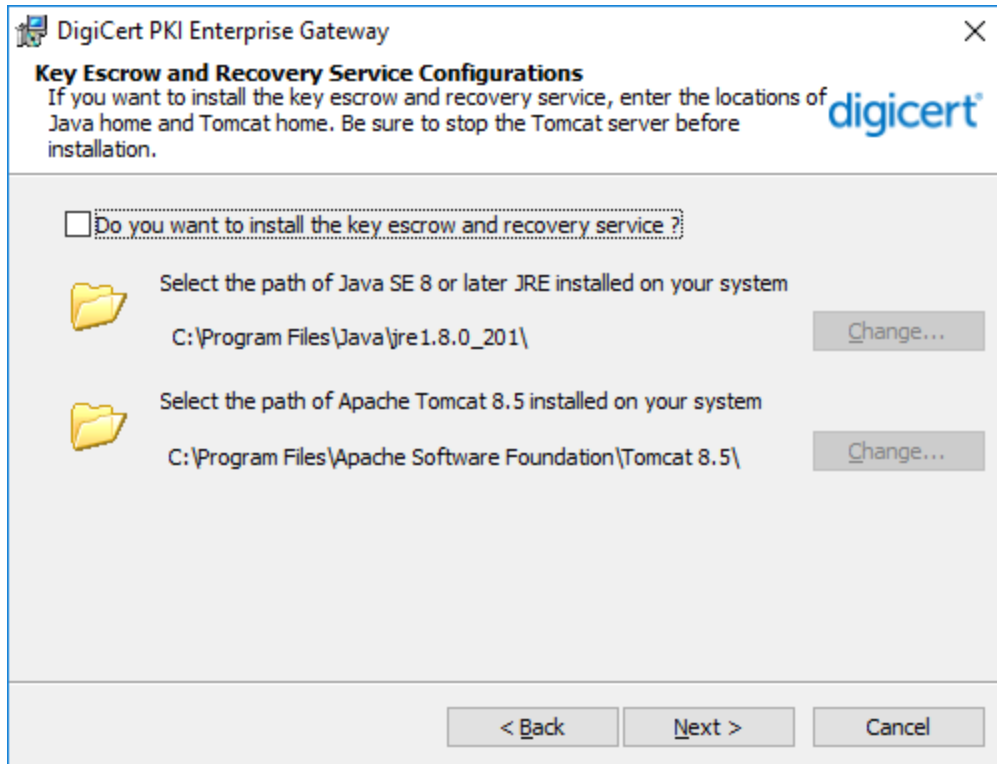 DigiCert PKI Enterprise Gateway
Key Escrow and Recovery Service Configurations
If you want to install the key escrow and recovery service, enter the locations of
Java home and Tomcat home. Be sure to stop the Tomcat server before
installation.
digicert®
Do you want to install the key escrow and recovery service ?
Select the path of Java SE 8 or later JRE installed on your system
C:\Program Files\Java\jre1.8.0_201\
Change...
Select the path of Apache Tomcat 8.5 installed on your system
C:\Program Files\Apache Software Foundation\Tomcat 8.5\
Change...
< Back
Next >
Cancel